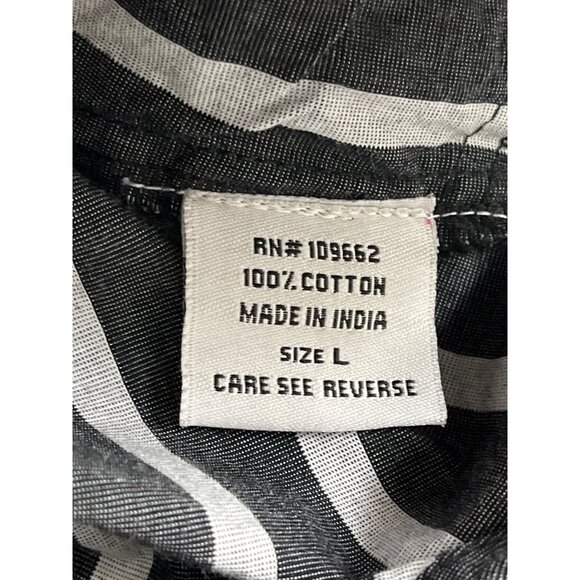 RN# 109662
100% COTTON
MADE IN INDIA
SIZE L
CARE SEE REVERSE